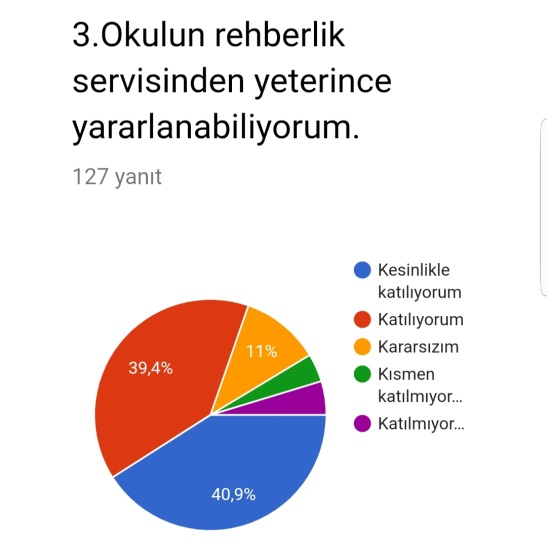 3.Okulun rehberlik
servisinden yeterince
yararlanabiliyorum.
127 yanıt
Kesinlikle
katılıyorum
Katılıyorum
Kararsızım
Kısmen
katılmıyor...
Katılmıyor...
11%
39,4%
40,9%